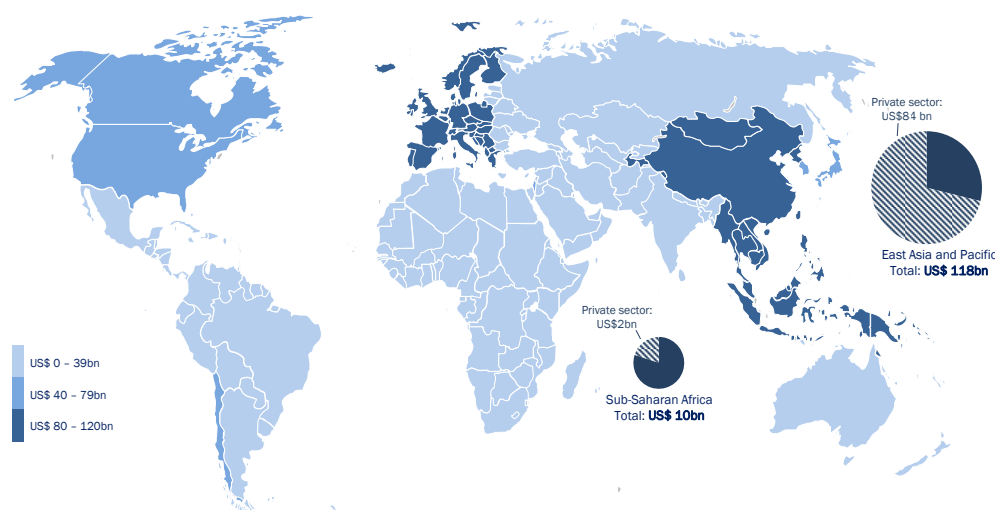 Private sector:
US$84 bn
East Asia and Pacific
Total: US$ 118bn
Private sector:
US$2bn
Sub-Saharan Africa
Total: US$ 10bn
US$ 0 – 39bn
US$ 40 – 79bn
US$ 80 – 120bn